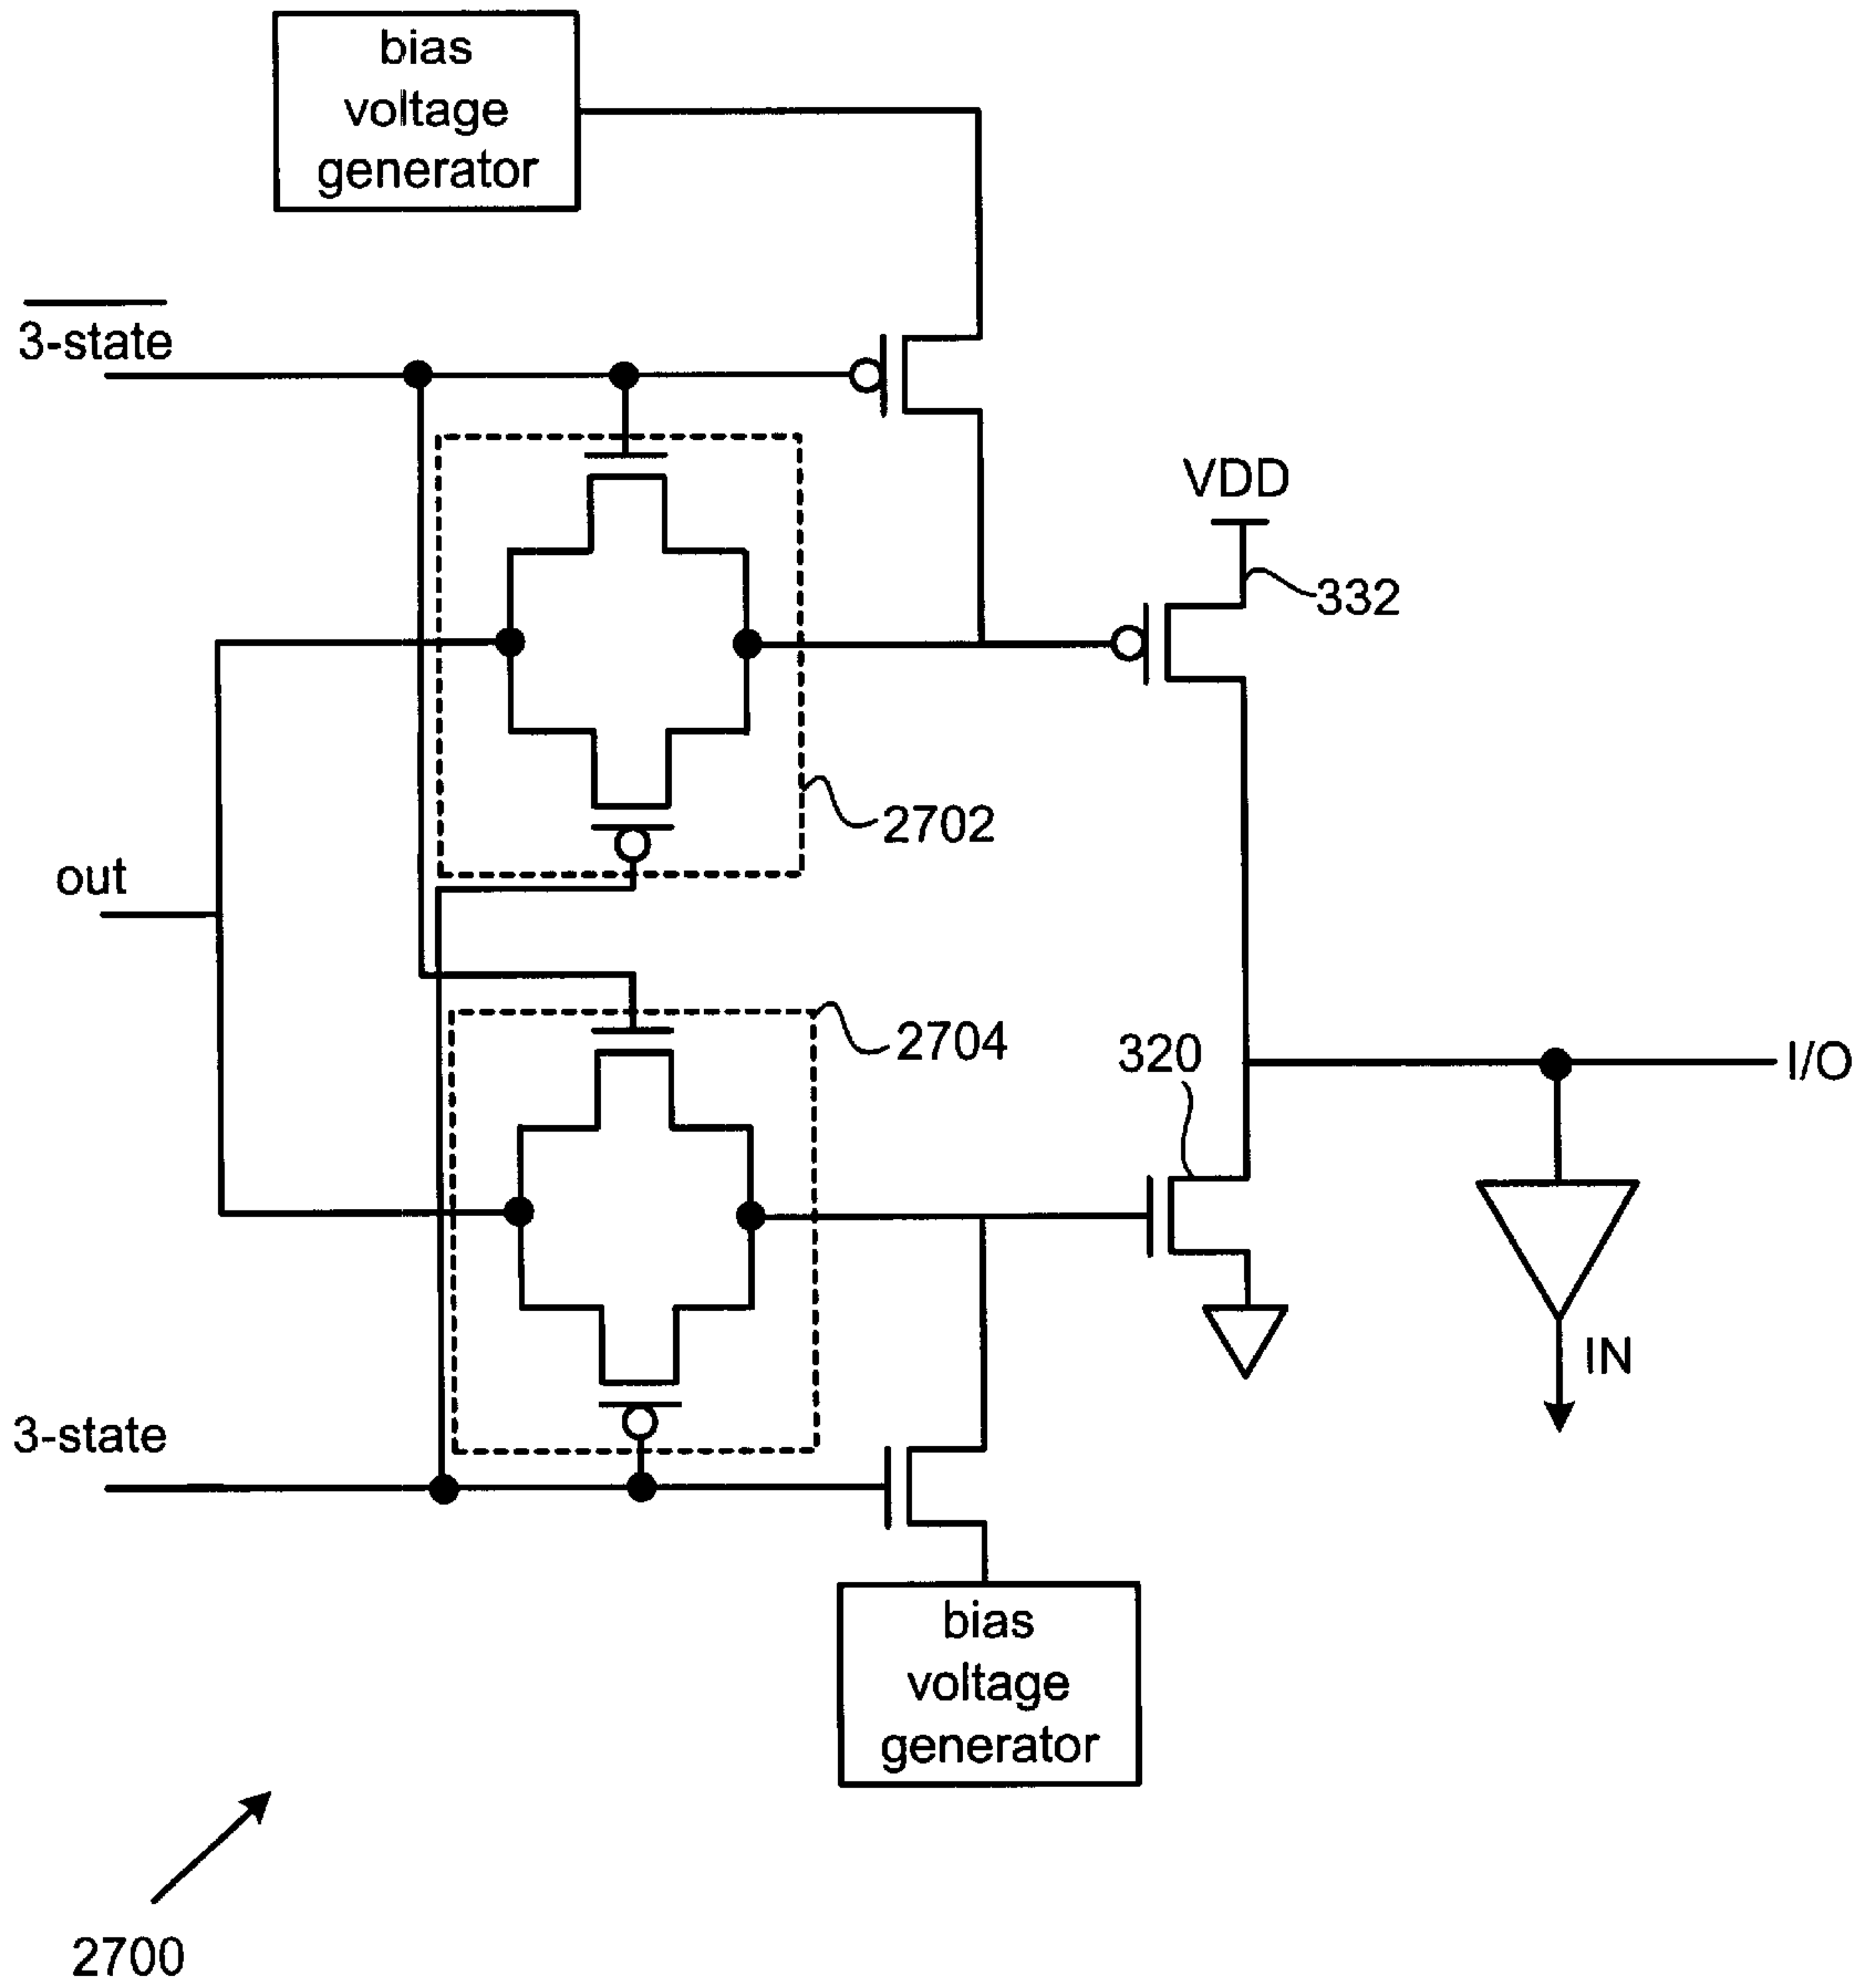 bias
voltage
generator
3-state
VDD
332
2702
out
2704
320
I/O
IN
3-state
bias
voltage
generator
2700